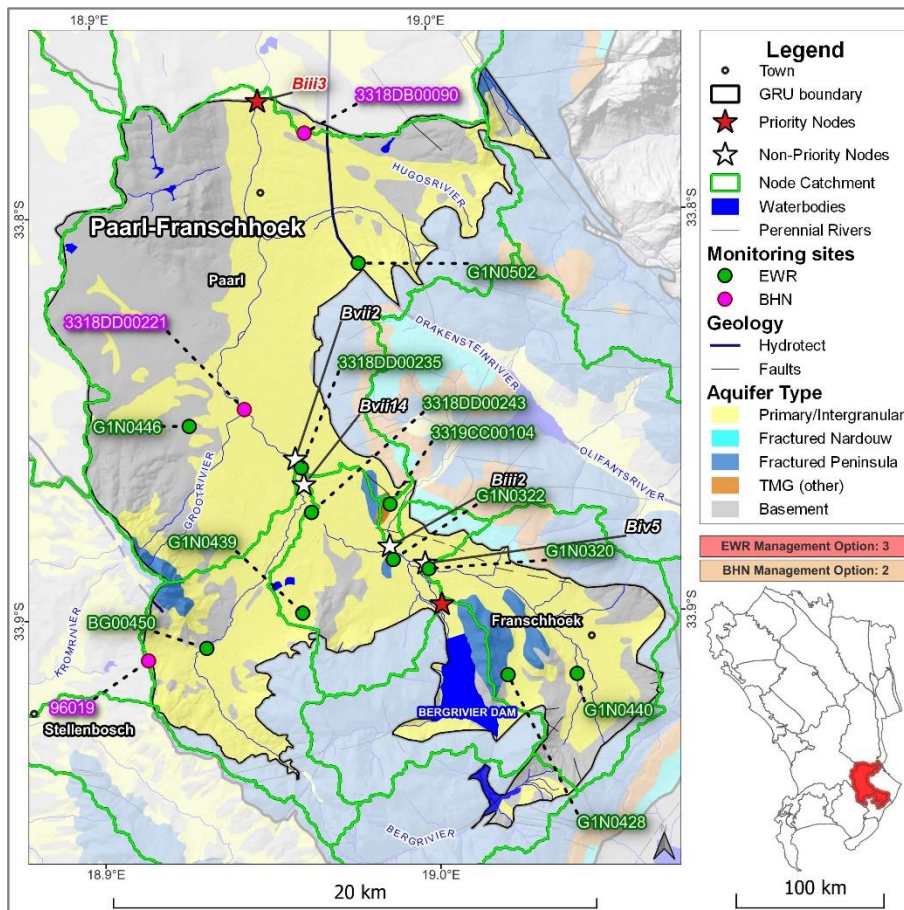 18.9°E
19.0°E
Biii3
3318DB00090
HUGOSRIVIER
33.8°S
33.8°S
Paarl-Franschhoek
Paarl
G1N0502
Bvii2
3318DD00221
DRAKENSTEINRIVIER
3318DD00235
Bvii14
3318DD00243
3319CC00104
G1N0446
OLIFANTSRIVIER
Biii2
G1N0322
GROOTRIVIER
Biv5
G1N0439
G1N0320
33.9°S
33.9°S
BG00450
Franschhoek
KROMRIVIER
96019
Stellenbosch
BERGRIVIER DAM
G1N0440
G1N0428
BERGRIVIER
18.9°E
19.0°E
20 km
Legend
Town
GRU boundary
Priority Nodes
Non-Priority Nodes
Node Catchment
Waterbodies
Perennial Rivers
Monitoring sites
EWR
BHN
Geology
Hydrotect
Faults
Aquifer Type
Primary/Intergranular
Fractured Nardouw
Fractured Peninsula
TMG (other)
Basement
EWR Management Option: 3
BHN Management Option: 2
100 km